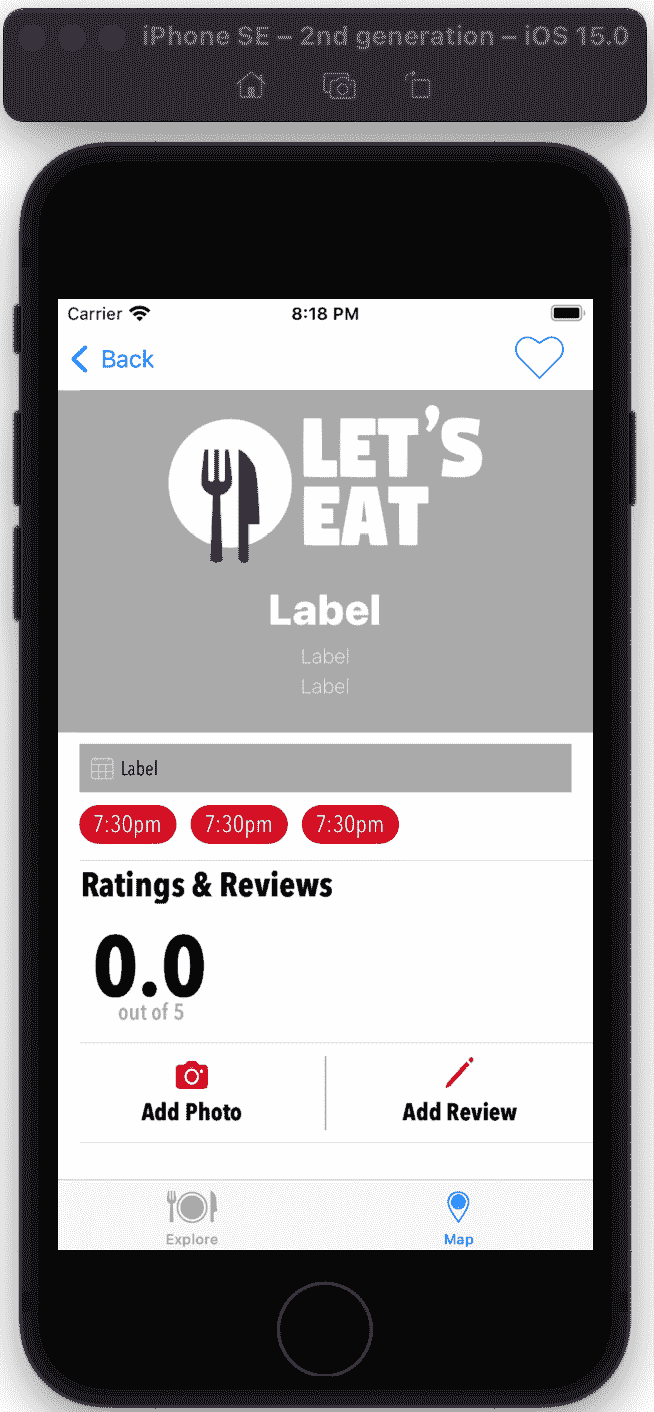 iPhone SE – 2nd generation – iOS 15.0
Carrier 8:18 PM
Back
LET'S
EAT
Label
Label
Label
Label
7:30pm 7:30pm 7:30pm
Ratings & Reviews
0.0
out of 5
Add Photo Add Review
Explore Map